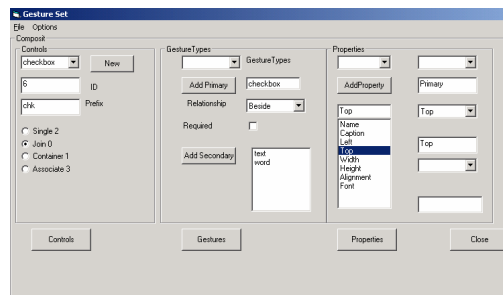 Gesture Set
File Options
Composit
Controls
checkbox New
6 ID
chk Prefix
Single 2
Join 0
Container 1
Associate 3
GestureTypes
GestureTypes
Add Primary checkbox
Relationship Beside
Required
Add Secondary
text
word
Properties
AddProperty Primary
Top Top
Name
Caption
Left
Top
Width
Height
Alignment
Font
Top
Controls Gestures Properties Close